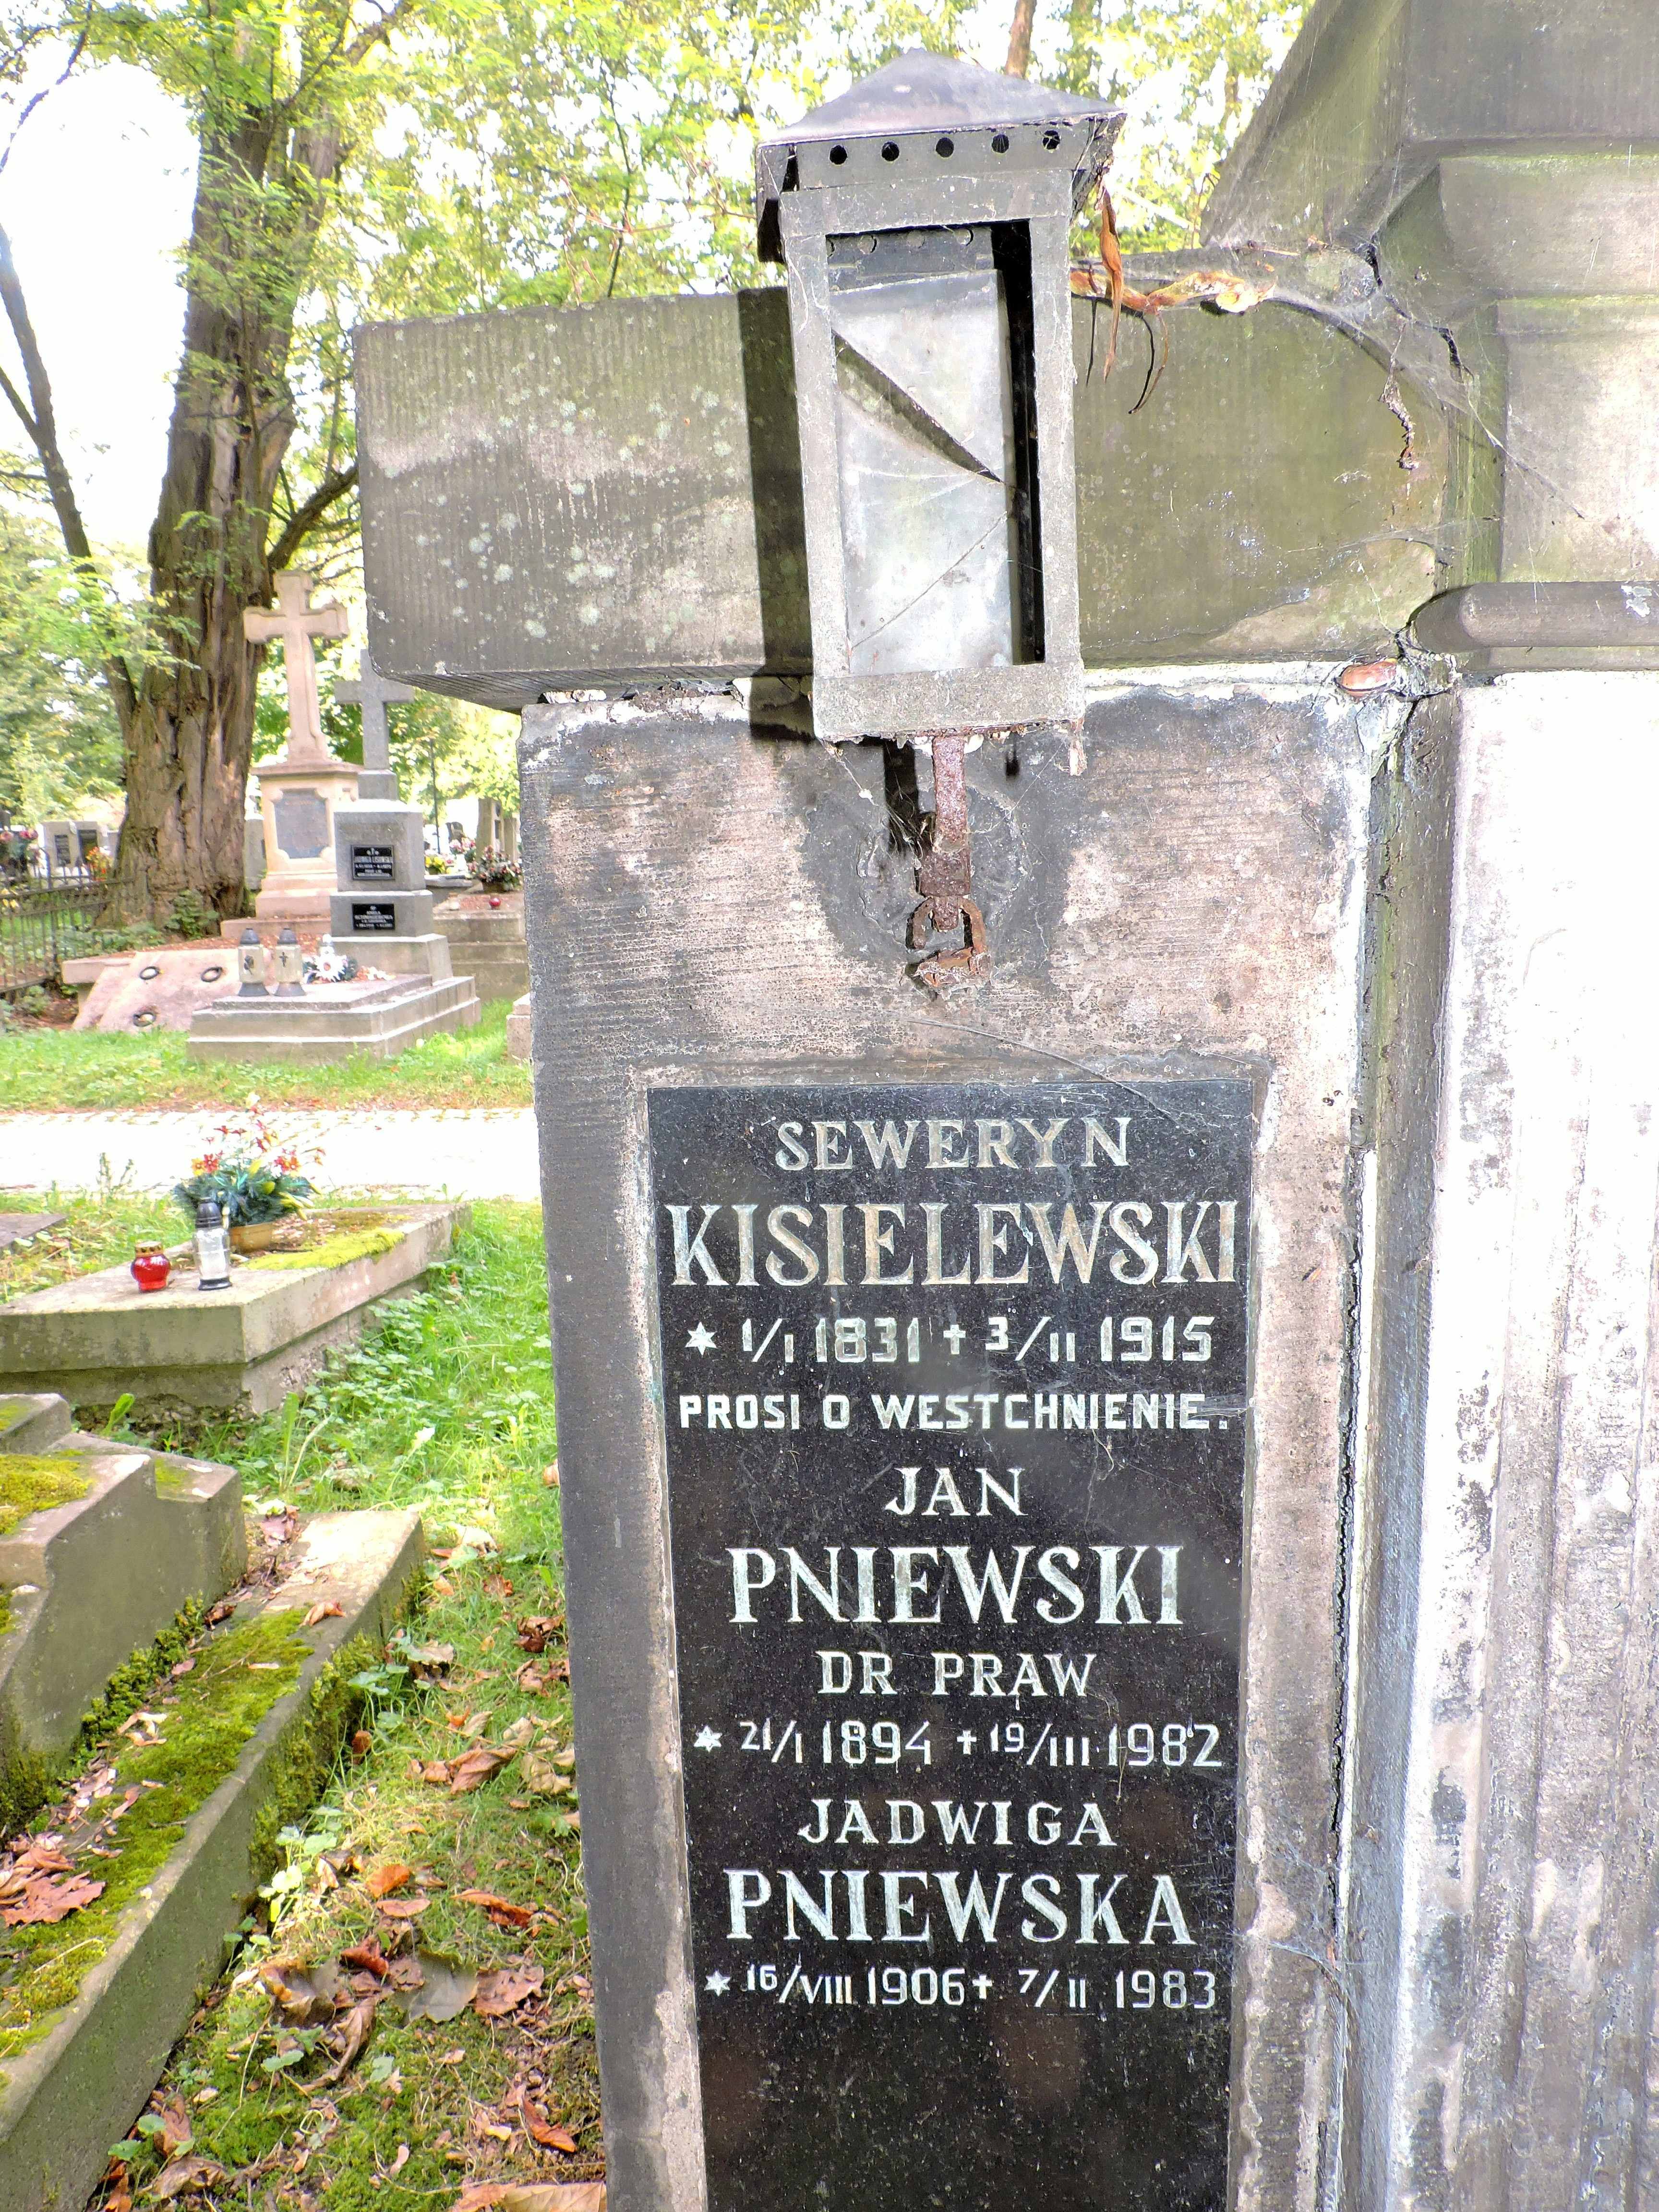 SEWERYN
KISIELEWSKI
* 1/I 1831 + 3/II 1915
PROSI O WESTCHNIENIE.
JAN
PNIEWSKI
DR PRAW
* 21/I 1894 + 19/III 1982
JADWIGA
PNIEWSKA
* 16/VIII 1906 + 7/II 1983